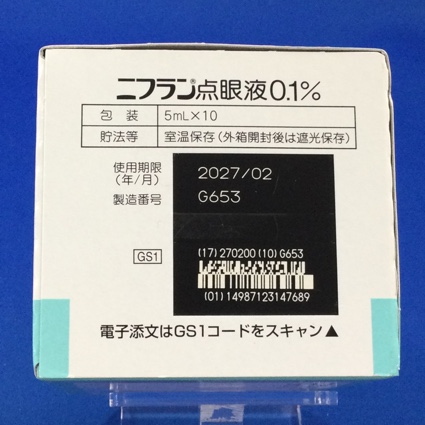 ニフラン®点眼液0.1%
包装 5mL×10
貯法等 室温保存(外箱開封後は遮光保存)
使用期限 2027/02
(年/月)
製造番号 G653
GS1
(17)270200(10)G653
(01)14987123147689
電子添文はGS1コードをスキャン▲